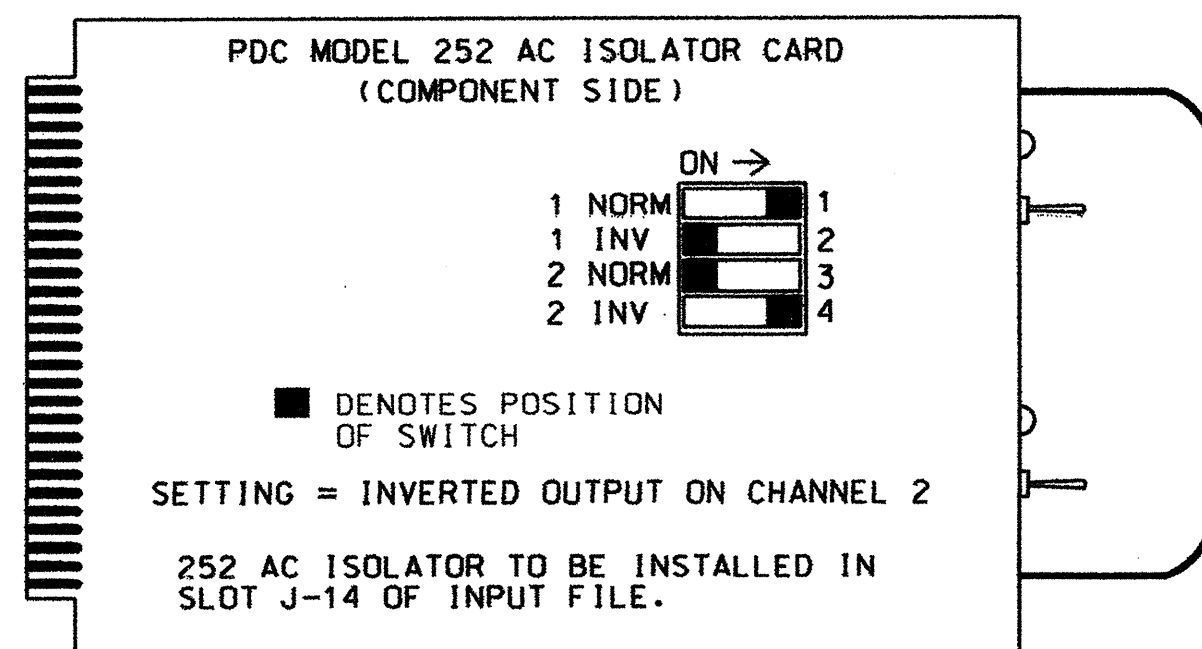 PDC MODEL 252 AC ISOLATOR CARD
(COMPONENT SIDE)
ON →
1 NORM 1
1 INV 2
2 NORM 3
2 INV 4
DENOTES POSITION
OF SWITCH
SETTING = INVERTED OUTPUT ON CHANNEL 2
252 AC ISOLATOR TO BE INSTALLED IN
SLOT J-14 OF INPUT FILE.